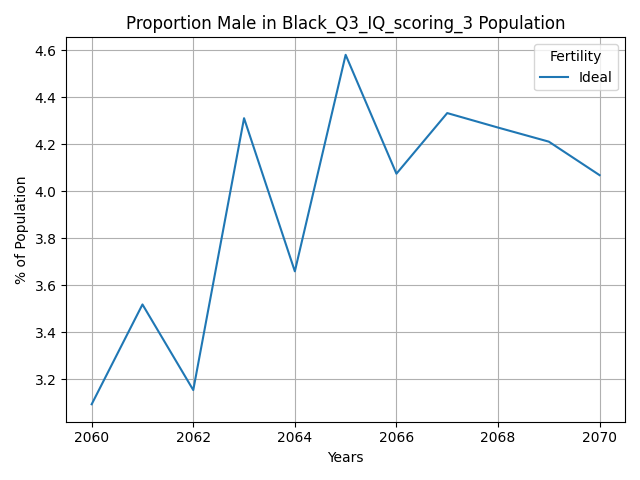 Proportion Male in Black_Q3_IQ_scoring_3 Population
Fertility
Ideal
% of Population
4.6
4.4
4.2
4.0
3.8
3.6
3.4
3.2
2060 2062 2064 2066 2068 2070
Years